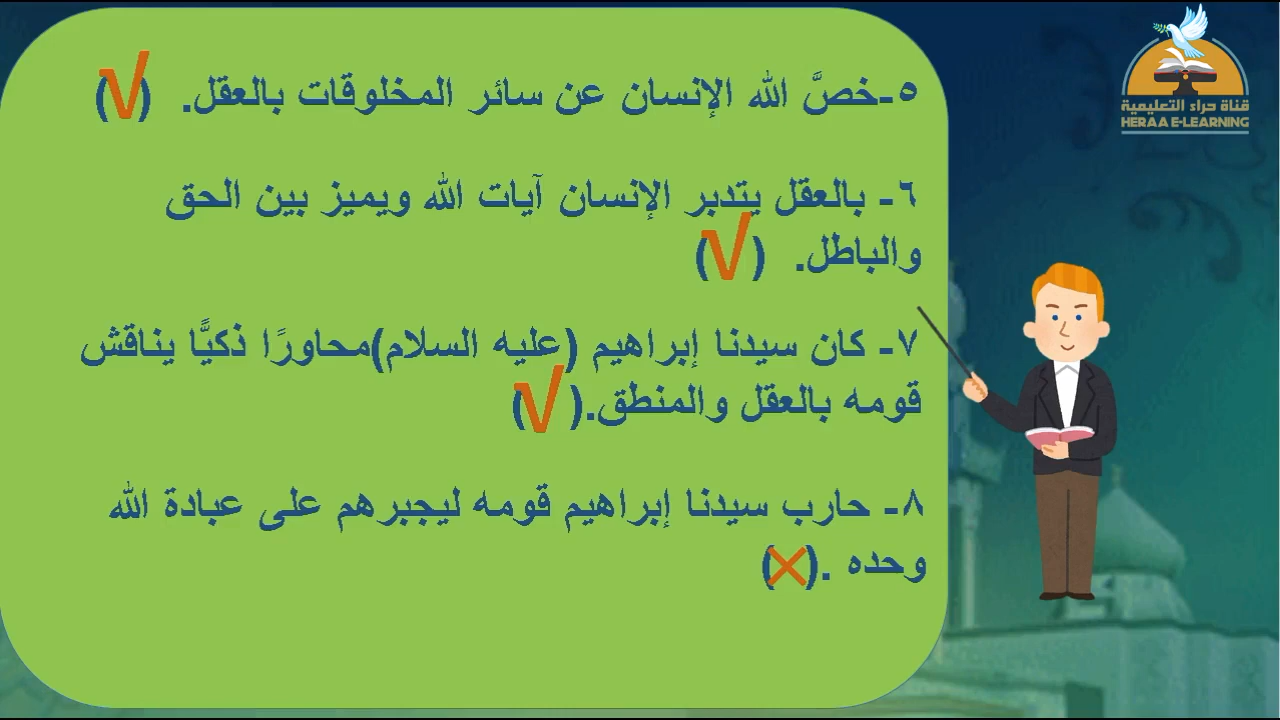 ٥-خصَّ الله الإنسان عن سائر المخلوقات بالعقل. (√)
٦- بالعقل يتدبر الإنسان آيات الله ويميز بين الحق
والباطل. (√)
٧- كان سيدنا إبراهيم (عليه السلام)محاورًا ذكيًّا يناقش
قومه بالعقل والمنطق.(√)
٨- حارب سيدنا إبراهيم قومه ليجبرهم على عبادة الله
وحده .(×)
قناة حراء التعليمية
HERAA E-LEARNING